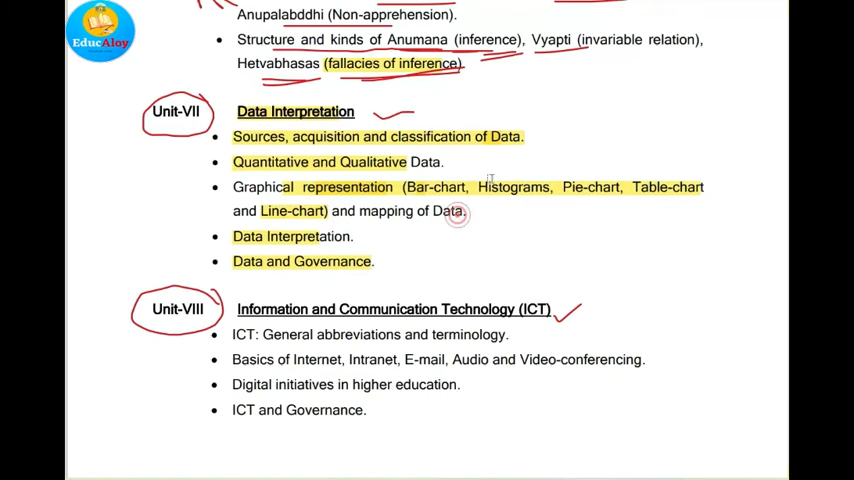 Anupalabddhi (Non-apprehension).
EducAloy
• Structure and kinds of Anumana (inference), Vyapti (invariable relation),
Hetvabhasas (fallacies of inference).
Unit-VII Data Interpretation
• Sources, acquisition and classification of Data.
• Quantitative and Qualitative Data.
• Graphical representation (Bar-chart, Histograms, Pie-chart, Table-chart
and Line-chart) and mapping of Data.
• Data Interpretation.
• Data and Governance.
Unit-VIII Information and Communication Technology (ICT)
• ICT: General abbreviations and terminology.
• Basics of Internet, Intranet, E-mail, Audio and Video-conferencing.
• Digital initiatives in higher education.
• ICT and Governance.